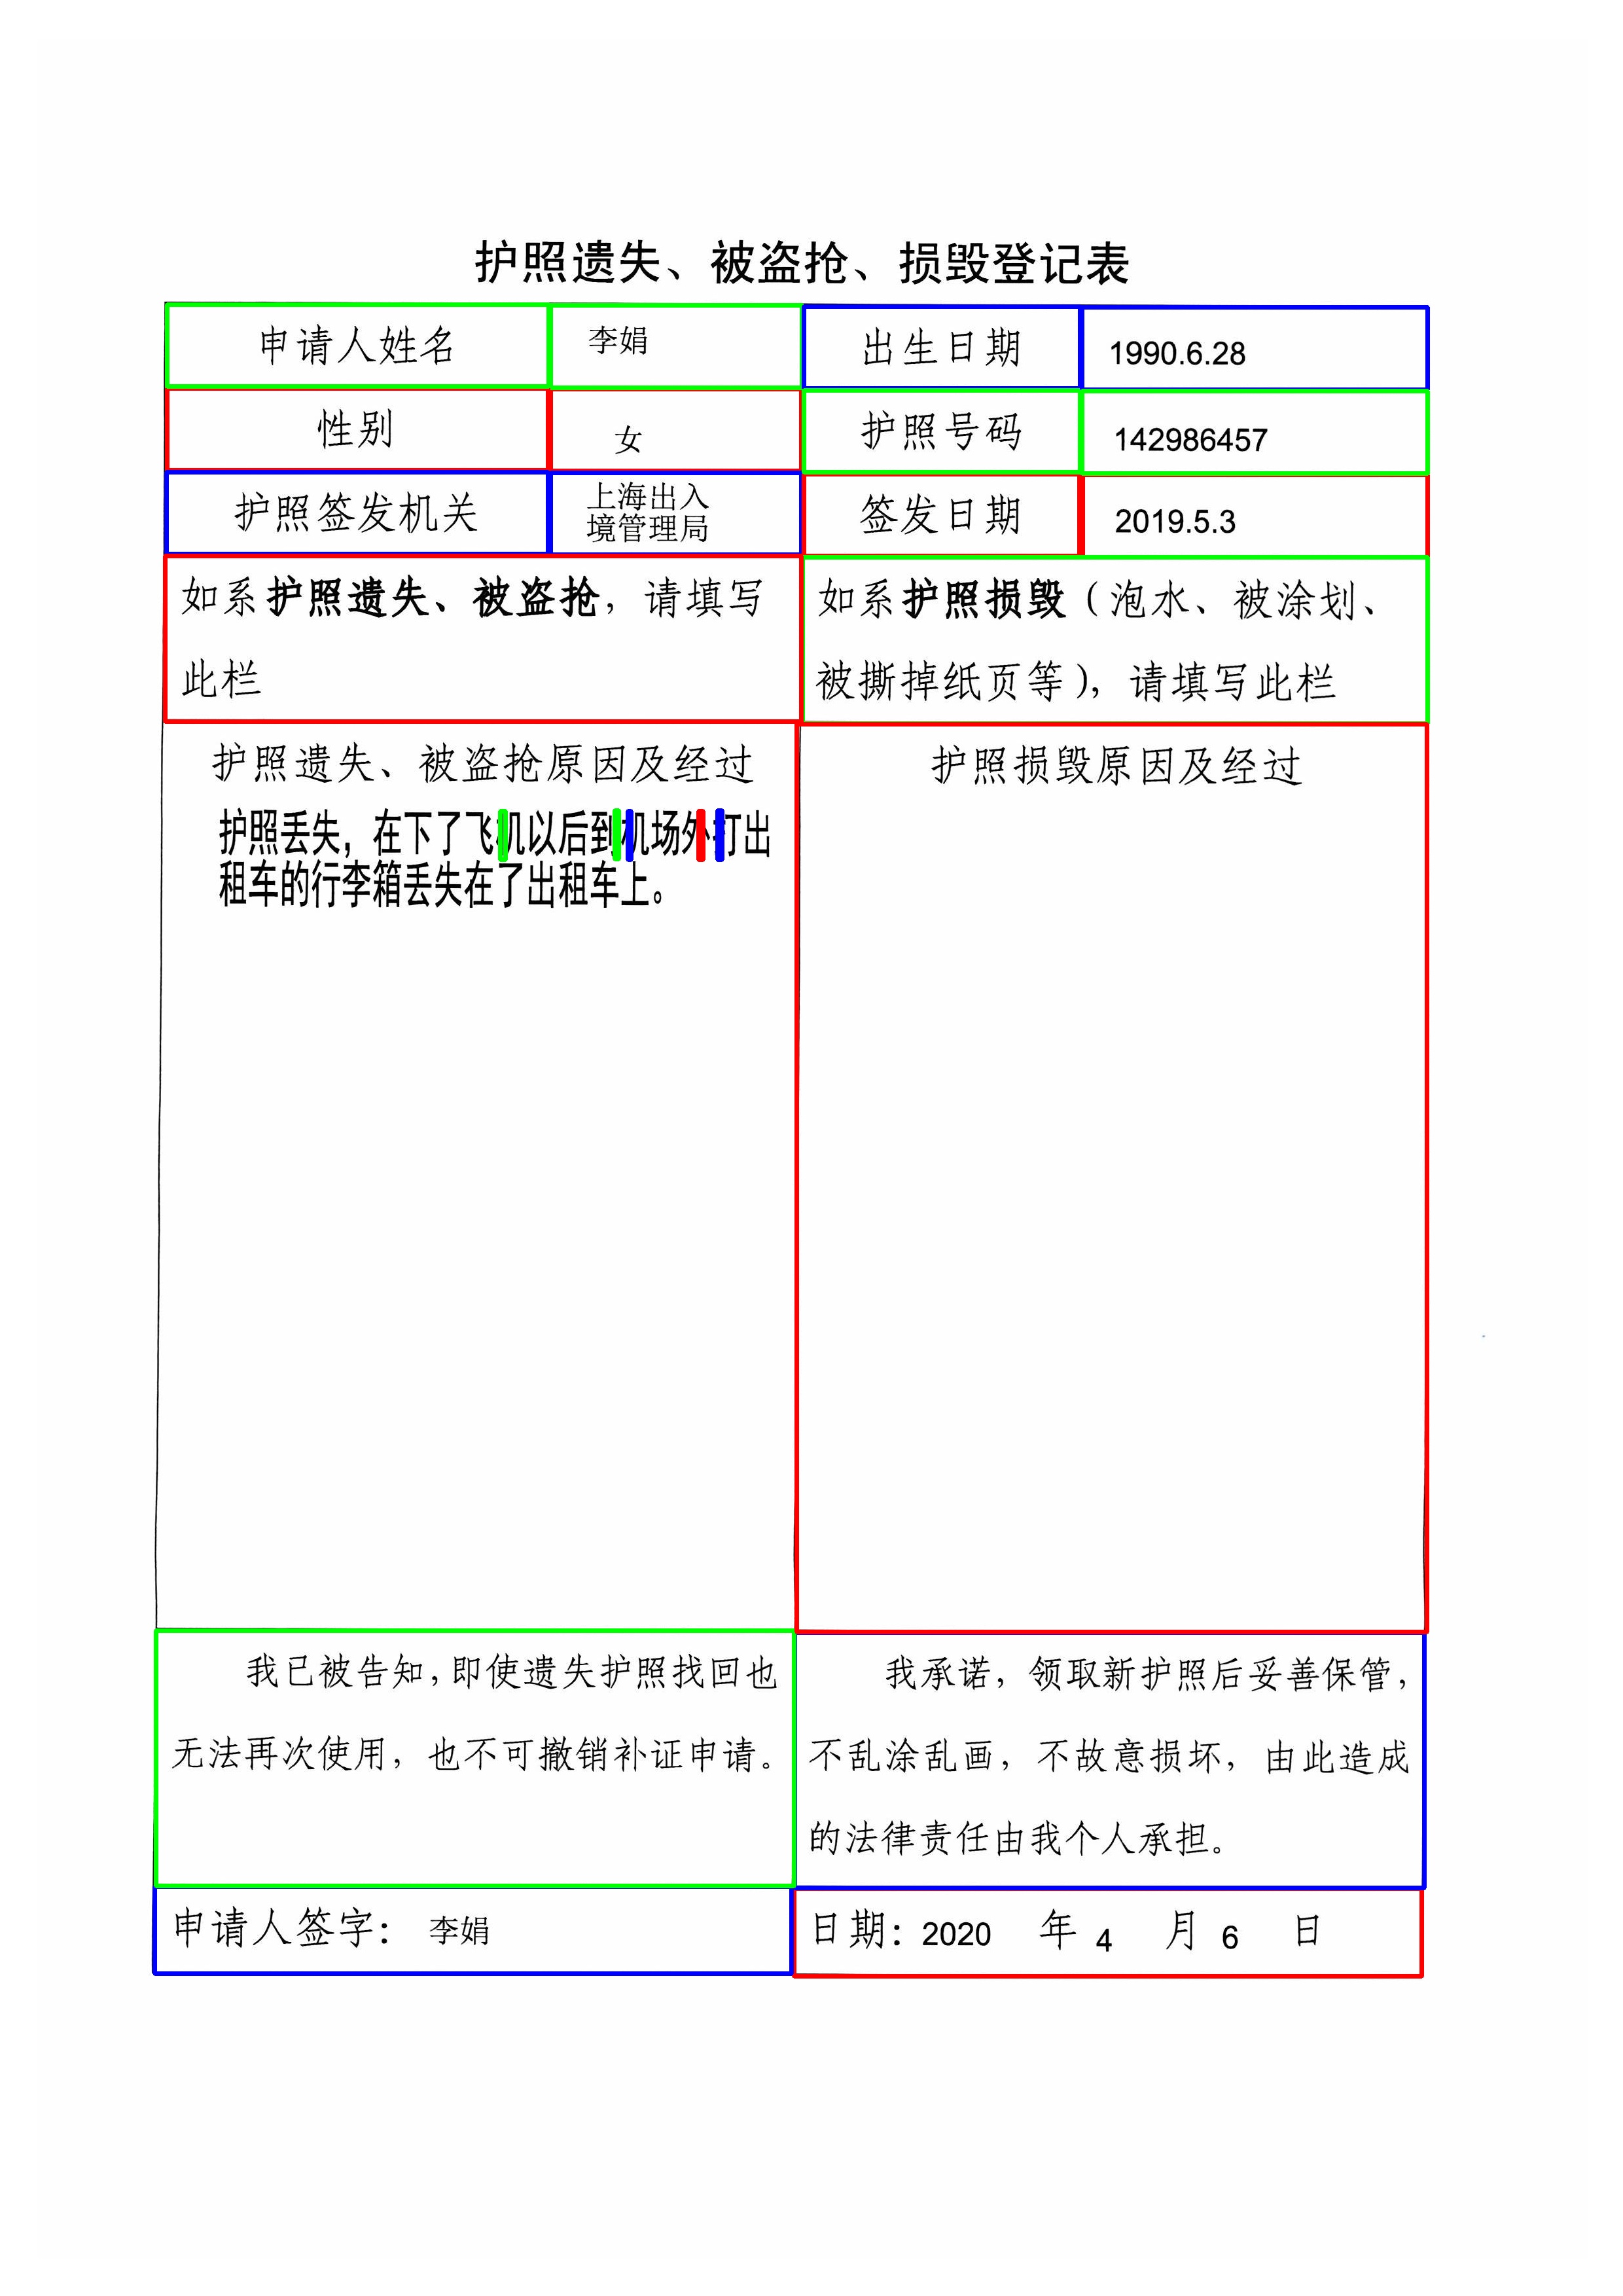 护照遗失、被盗抢、损毁登记表
申请人姓名 李娟 出生日期 1990.6.28
性别 女 护照号码 142986457
护照签发机关 上海出入境管理局 签发日期 2019.5.3
如系护照遗失、被盗抢，请填写
此栏
如系护照损毁（泡水、被涂划、
被撕掉纸页等），请填写此栏
护照遗失、被盗抢原因及经过
护照丢失，在下了飞机以后到机场外打出
租车的行李箱丢失在了出租车上。
护照损毁原因及经过
我已被告知，即使遗失护照找回也
无法再次使用，也不可撤销补证申请。
我承诺，领取新护照后妥善保管，
不乱涂乱画，不故意损坏，由此造成
的法律责任由我个人承担。
申请人签字： 李娟
日期：2020 年 4 月 6 日